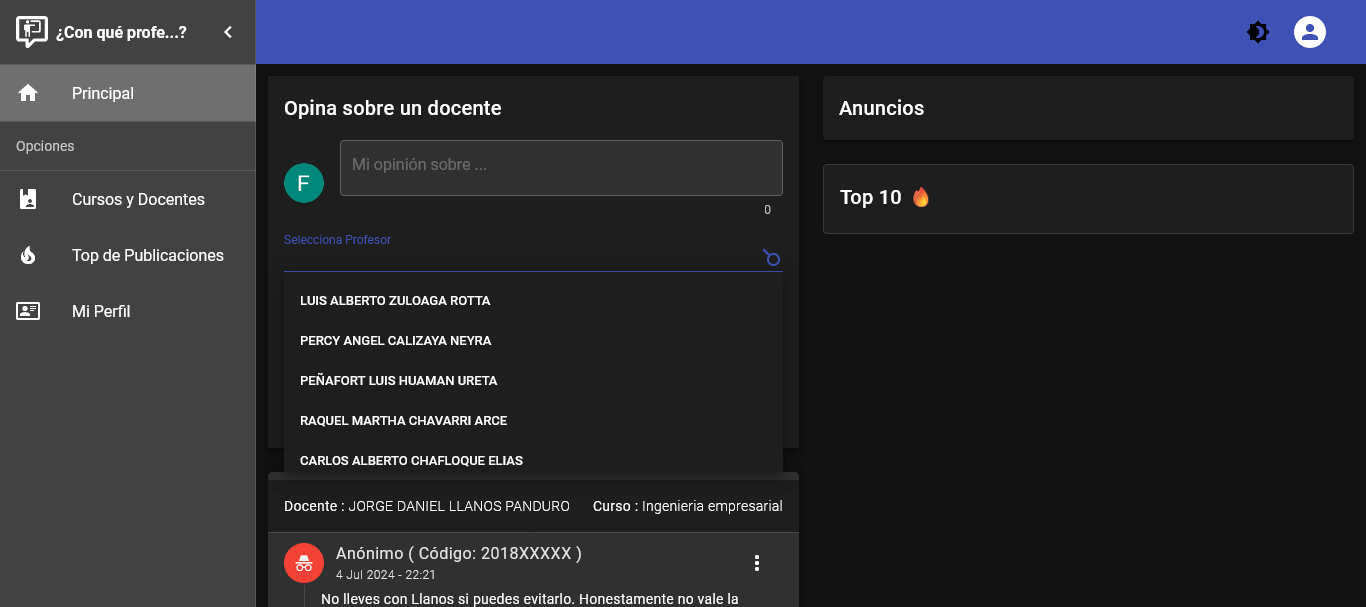 ¿Con qué profe...?
Principal
Opciones
Cursos y Docentes
Top de Publicaciones
Mi Perfil
Opina sobre un docente
F
Mi opinión sobre ...
0
Selecciona Profesor
LUIS ALBERTO ZULOAGA ROTTA
PERCY ANGEL CALIZAYA NEYRA
PEÑAFORT LUIS HUAMAN URETA
RAQUEL MARTHA CHAVARRI ARCE
CARLOS ALBERTO CHAFLOQUE ELIAS
Docente : JORGE DANIEL LLANOS PANDURO Curso : Ingenieria empresarial
Anónimo ( Código: 2018XXXXX )
4 Jul 2024 - 22:21
No lleves con Llanos si puedes evitarlo. Honestamente no vale la
Anuncios
Top 10 🔥